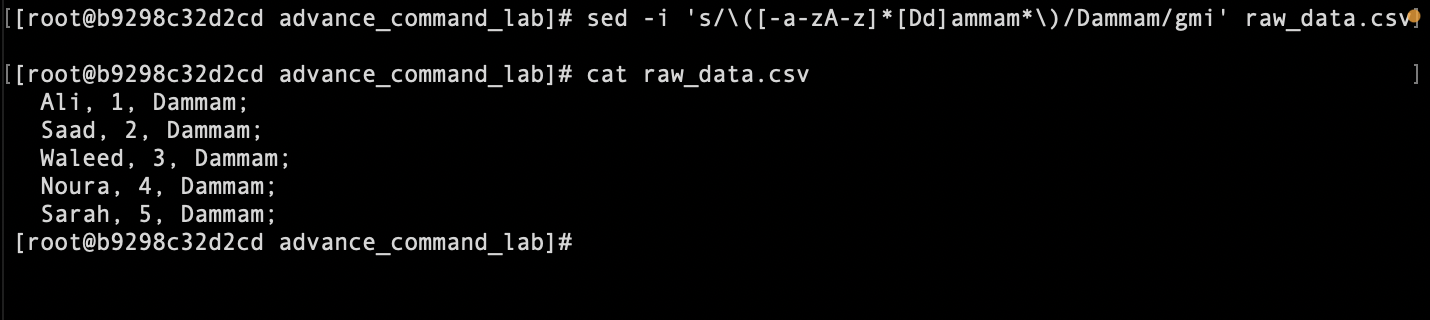 [[root@b9298c32d2cd advance_command_lab]# sed -i 's/\([-a-zA-z]*[Dd]ammam*\)/Dammam/gmi' raw_data.csv]
[[root@b9298c32d2cd advance_command_lab]# cat raw_data.csv ]
Ali, 1, Dammam;
Saad, 2, Dammam;
Waleed, 3, Dammam;
Noura, 4, Dammam;
Sarah, 5, Dammam;
[root@b9298c32d2cd advance_command_lab]#